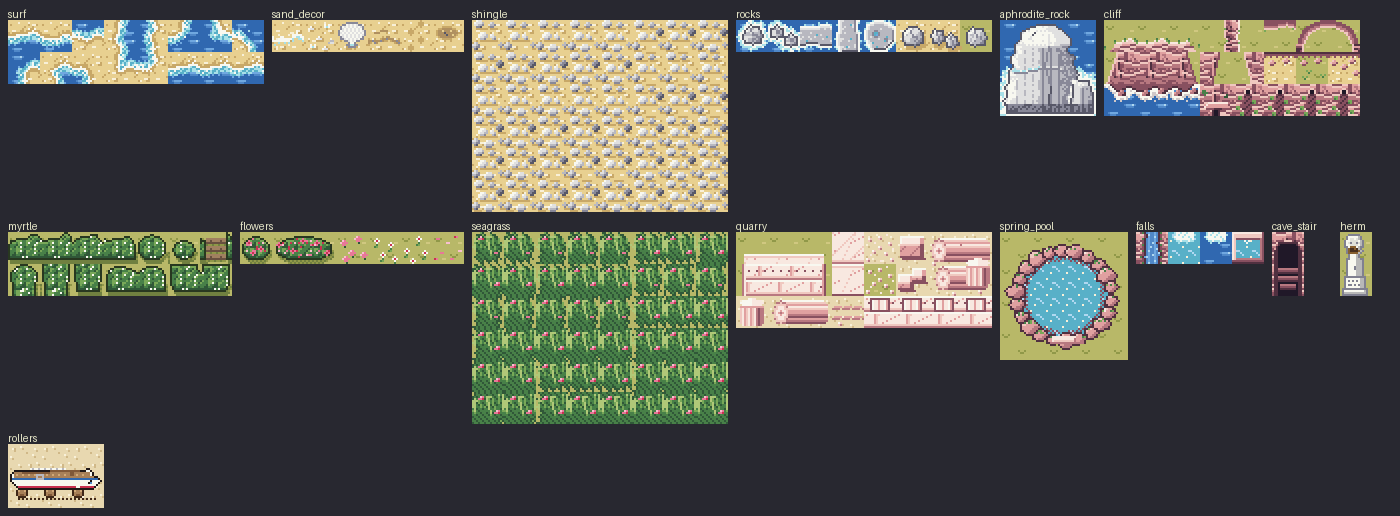 surf
sand_decor
shingle
rocks
aphrodite_rock
cliff
myrtle
flowers
seagrass
quarry
spring_pool
falls
cave_stair
herm
rollers